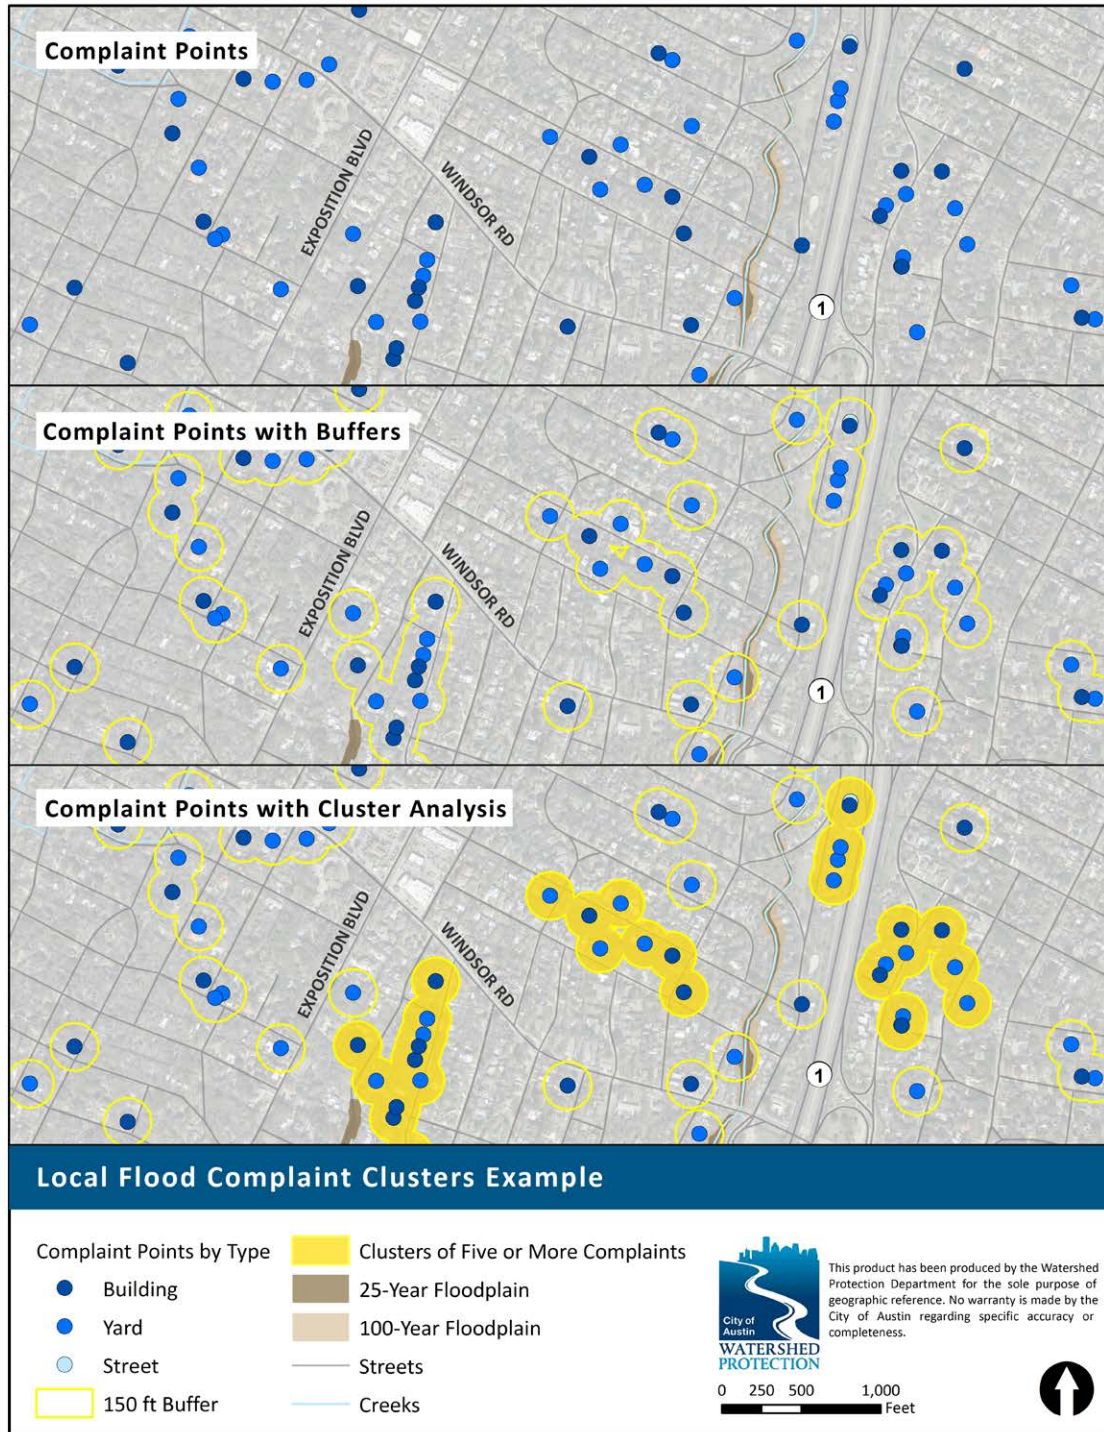 Complaint Points
EXPOSITION BLVD
WINDSOR RD
1
Complaint Points with Buffers
EXPOSITION BLVD
WINDSOR RD
1
Complaint Points with Cluster Analysis
EXPOSITION BLVD
WINDSOR RD
1
Local Flood Complaint Clusters Example
Complaint Points by Type
Building
Yard
Street
150 ft Buffer
Clusters of Five or More Complaints
25-Year Floodplain
100-Year Floodplain
Streets
Creeks
City of
Austin
WATERSHED
PROTECTION
This product has been produced by the Watershed
Protection Department for the sole purpose of
geographic reference. No warranty is made by the
City of Austin regarding specific accuracy or
completeness.
0 250 500 1,000
Feet